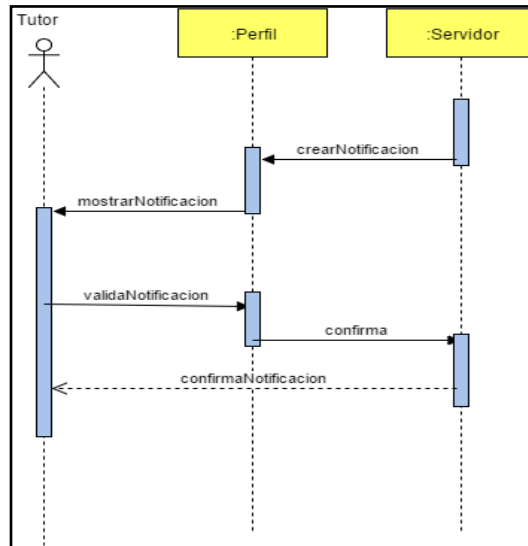 Tutor
:Perfil
:Servidor
crearNotificacion
mostrarNotificacion
validaNotificacion
confirma
confirmaNotificacion